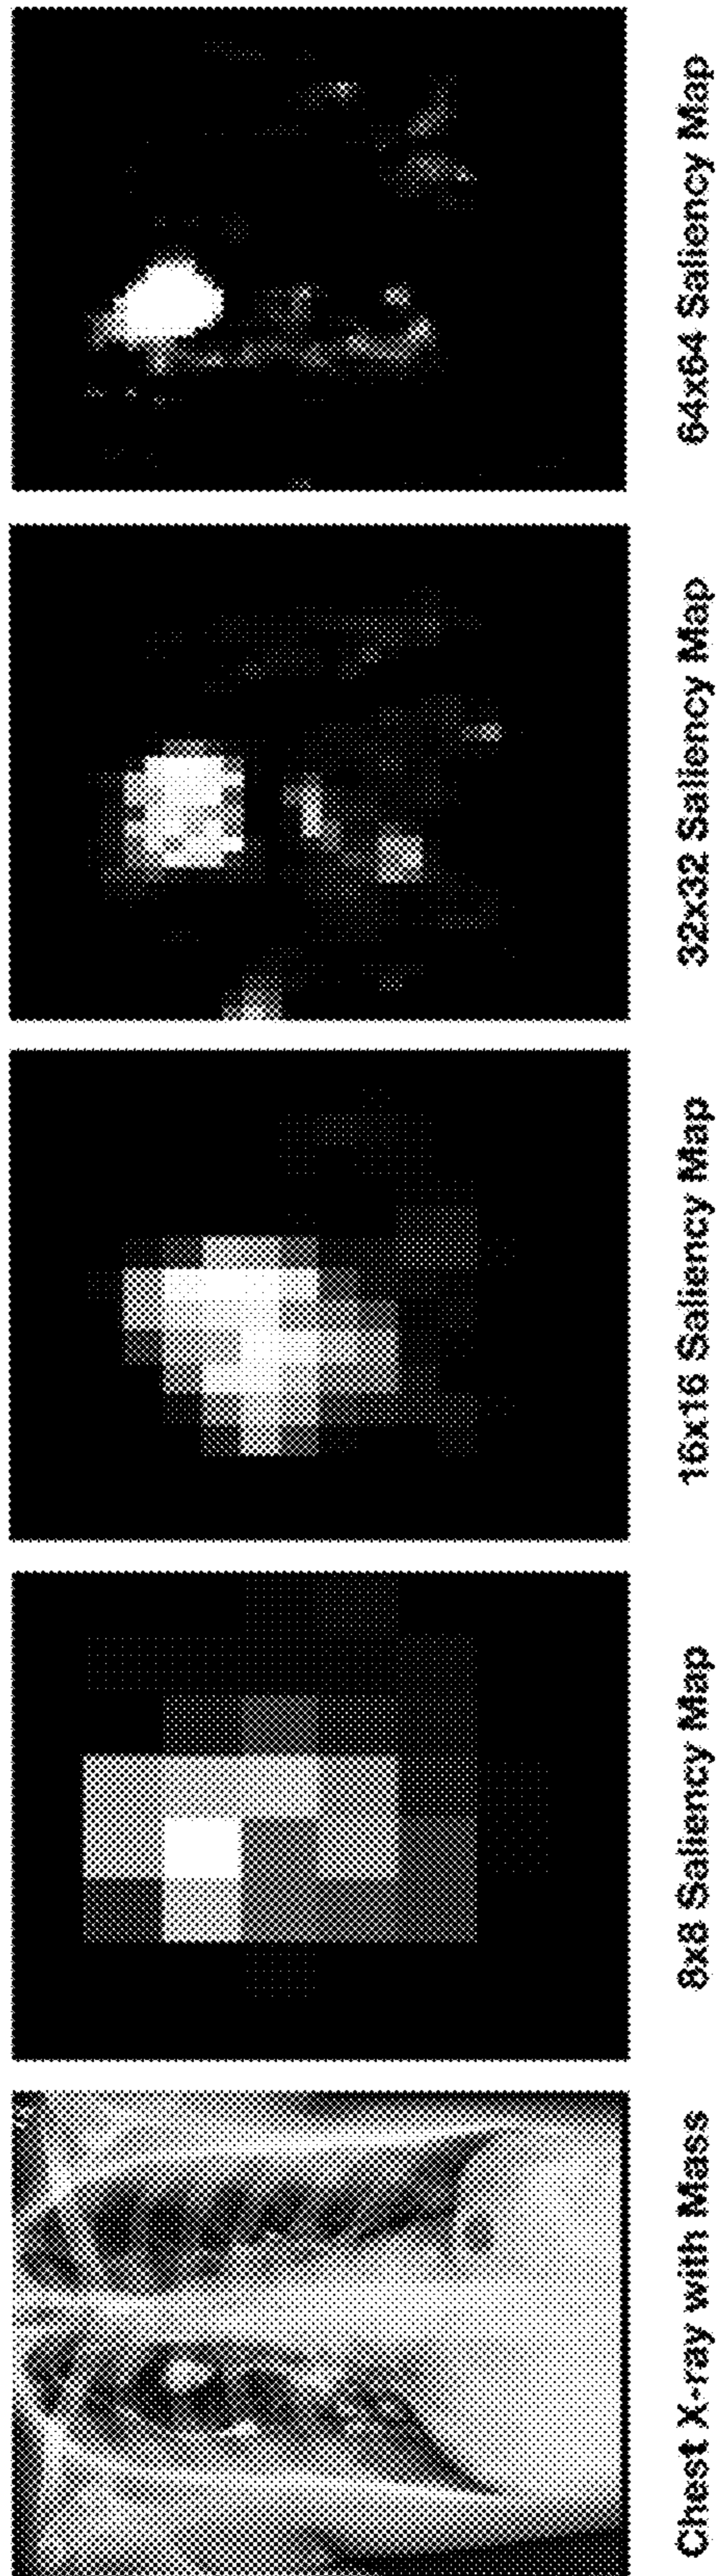 Chest X-ray with Mass
8x8 Saliency Map
16x16 Saliency Map
32x32 Saliency Map
64x64 Saliency Map